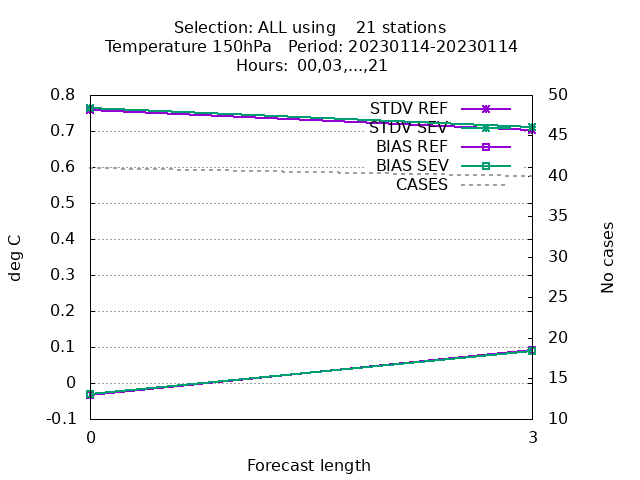 Selection: ALL using    21 stations
Temperature 150hPa   Period: 20230114-20230114
Hours:  00,03,...,21
0.8
0.7
0.6
0.5
0.4
0.3
0.2
0.1
0
-0.1
deg C
STDV REF
STDV SEV
BIAS REF
BIAS SEV
CASES
50
45
40
35
30
25
20
15
10
No cases
0
3
Forecast length